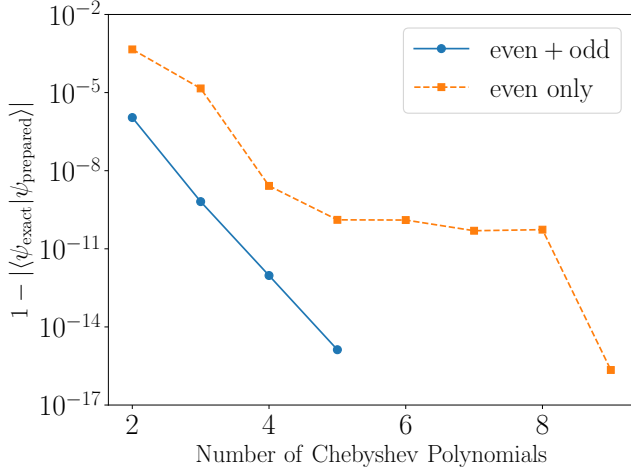 10⁻²
10⁻⁵
10⁻⁸
10⁻¹¹
10⁻¹⁴
10⁻¹⁷
1 − |⟨ψ_exact|ψ_prepared⟩|
even + odd
even only
2 4 6 8
Number of Chebyshev Polynomials